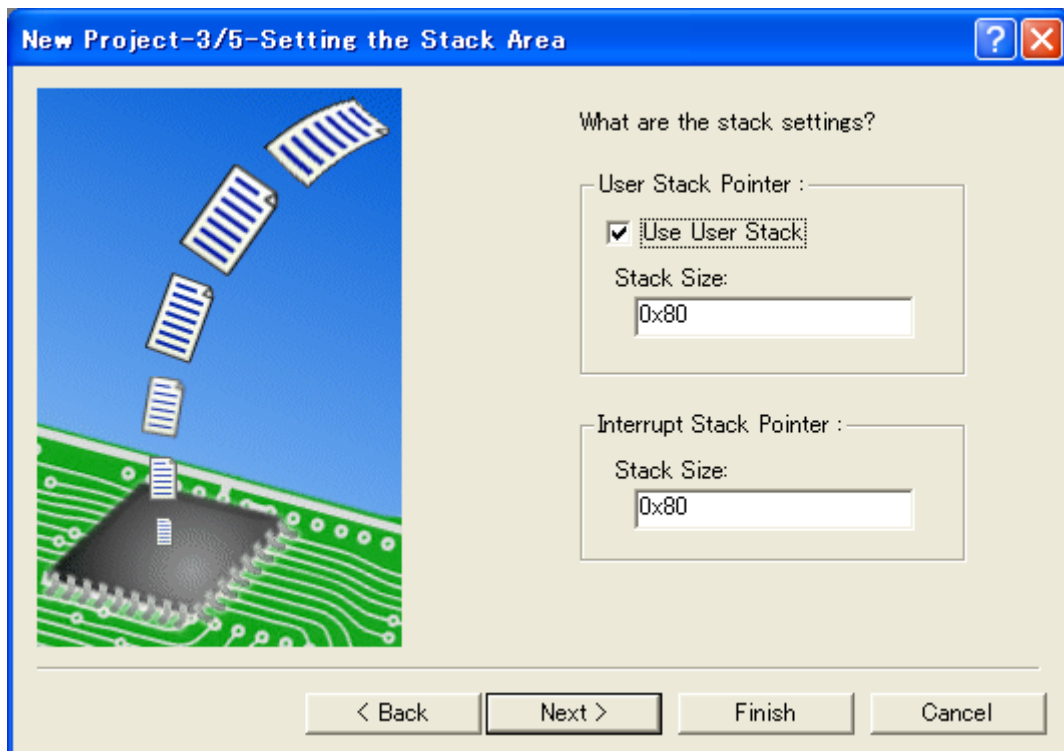 New Project-3/5-Setting the Stack Area
What are the stack settings?
User Stack Pointer :
Use User Stack
Stack Size:
0x80
Interrupt Stack Pointer :
Stack Size:
0x80
< Back
Next >
Finish
Cancel